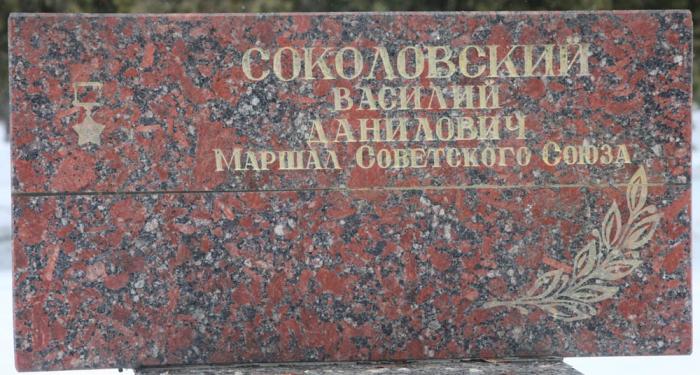 СОКОЛОВСКИЙ
ВАСИЛИЙ
ДАНИЛОВИЧ
МАРШАЛ СОВЕТСКОГО СОЮЗА